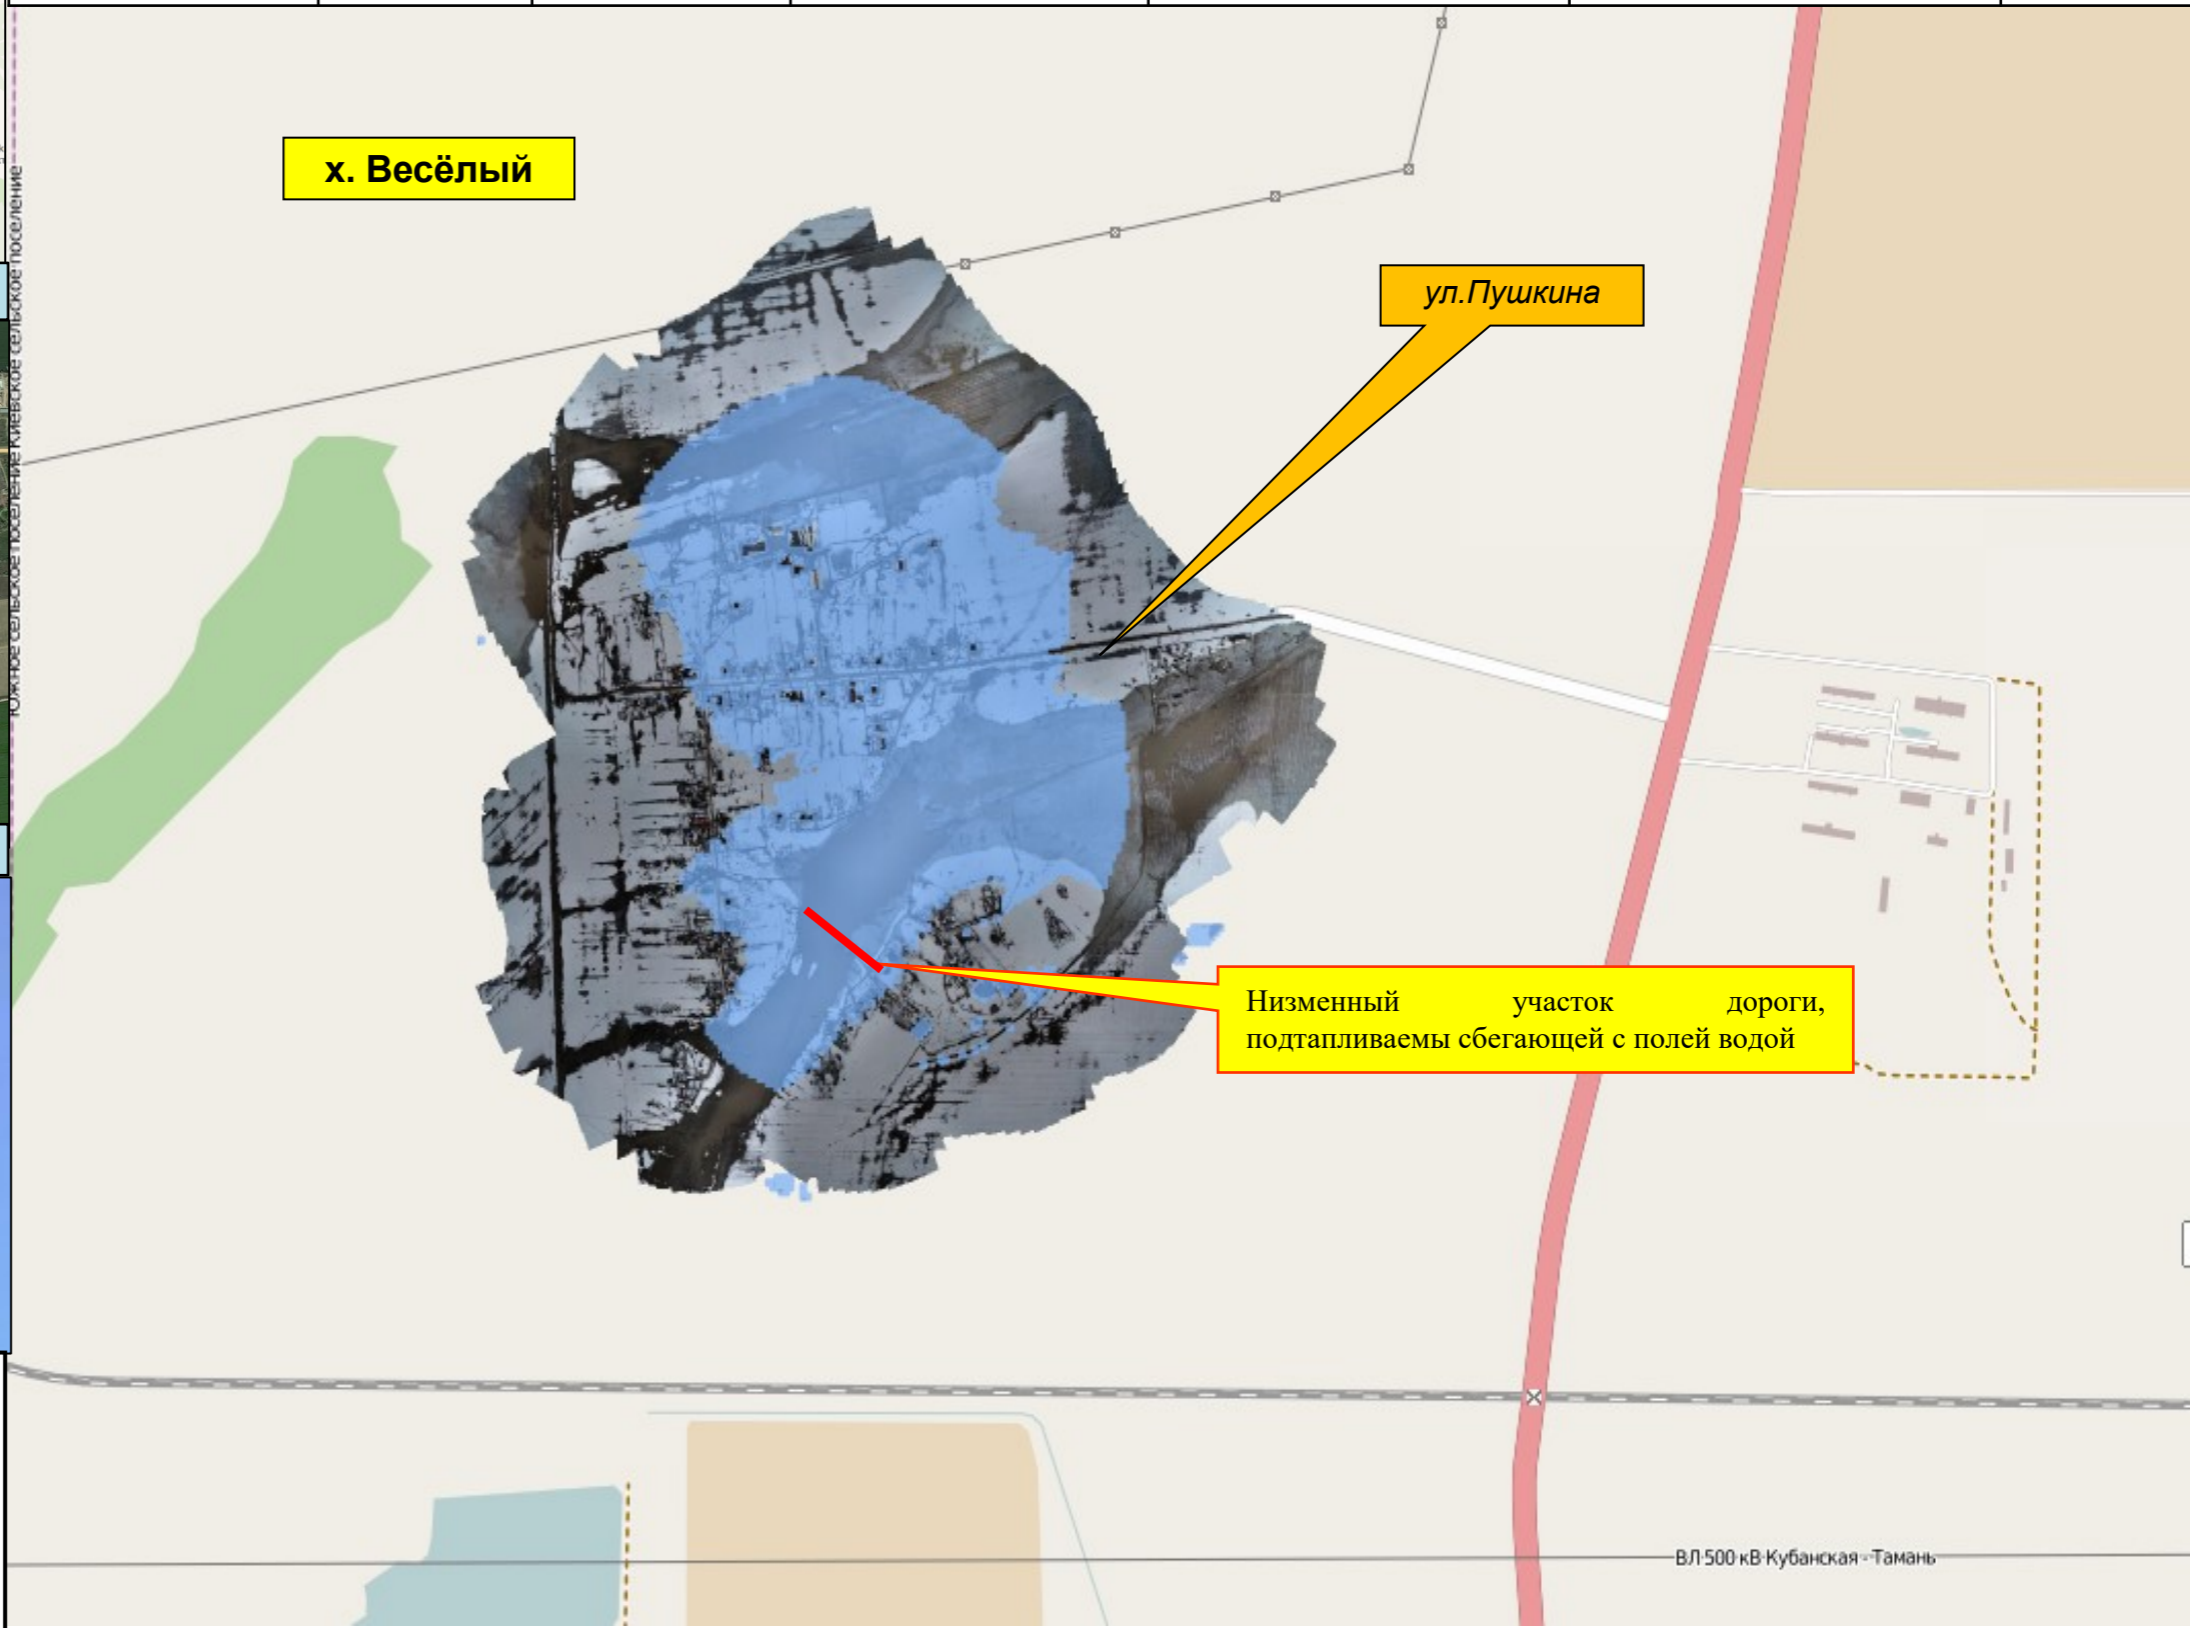 х. Весёлый
ул.Пушкина
Южное сельское поселение Киевское сельское поселение
Низменный участок дороги,
подтапливаемы сбегающей с полей водой
ВЛ 500 кВ Кубанская - Тамань